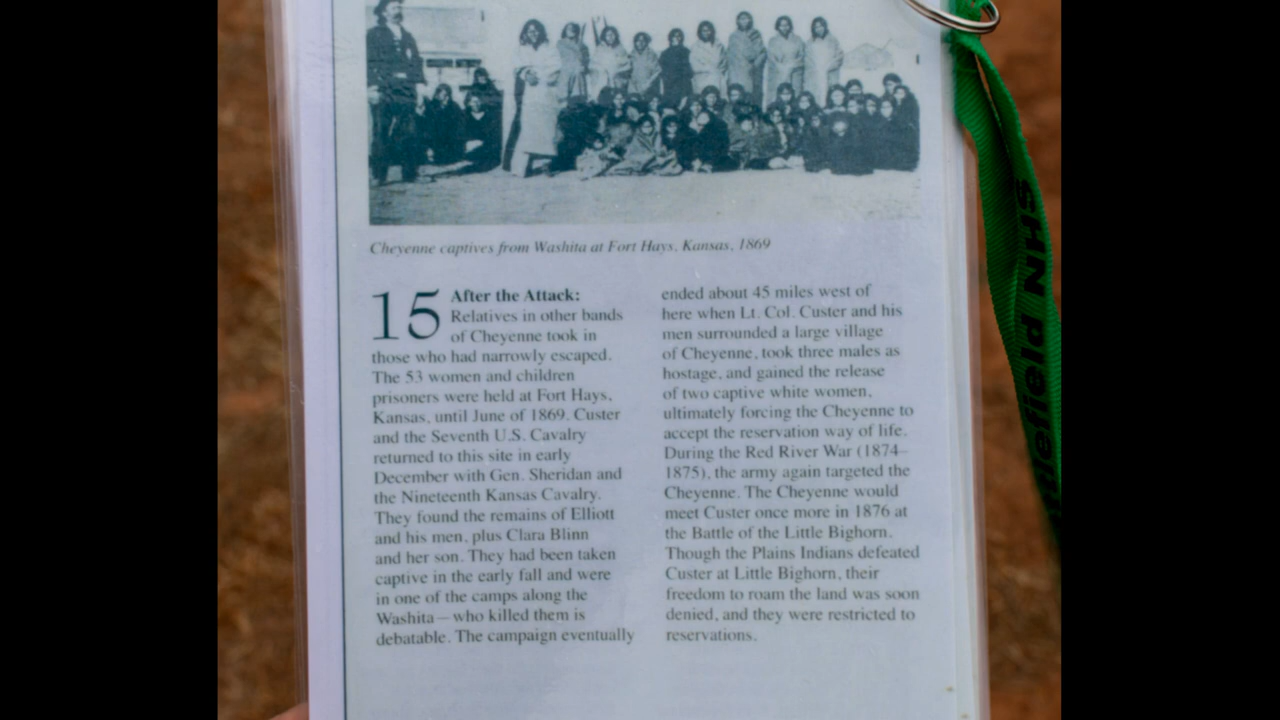 Cheyenne captives from Washita at Fort Hays, Kansas, 1869
15 After the Attack:
Relatives in other bands
of Cheyenne took in
those who had narrowly escaped.
The 53 women and children
prisoners were held at Fort Hays,
Kansas, until June of 1869. Custer
and the Seventh U.S. Cavalry
returned to this site in early
December with Gen. Sheridan and
the Nineteenth Kansas Cavalry.
They found the remains of Elliott
and his men, plus Clara Blinn
and her son. They had been taken
captive in the early fall and were
in one of the camps along the
Washita—who killed them is
debatable. The campaign eventually
ended about 45 miles west of
here when Lt. Col. Custer and his
men surrounded a large village
of Cheyenne, took three males as
hostage, and gained the release
of two captive white women,
ultimately forcing the Cheyenne to
accept the reservation way of life.
During the Red River War (1874–
1875), the army again targeted the
Cheyenne. The Cheyenne would
meet Custer once more in 1876 at
the Battle of the Little Bighorn.
Though the Plains Indians defeated
Custer at Little Bighorn, their
freedom to roam the land was soon
denied, and they were restricted to
reservations.
NHS